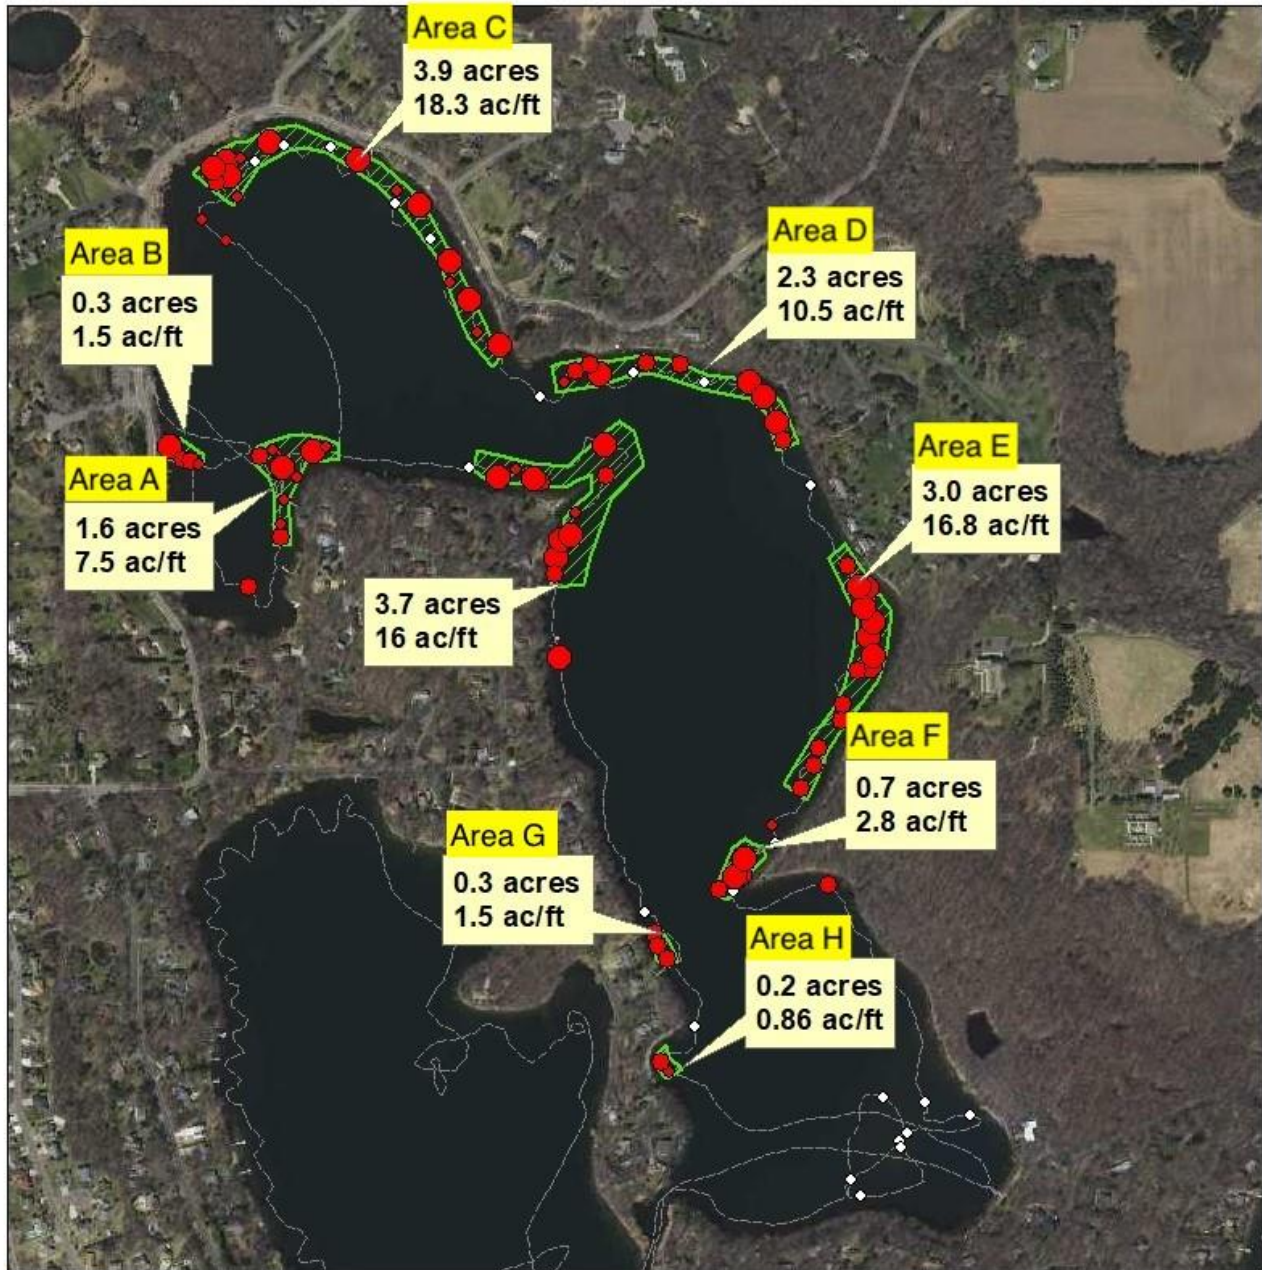 Area C
3.9 acres
18.3 ac/ft
Area D
2.3 acres
10.5 ac/ft
Area B
0.3 acres
1.5 ac/ft
Area E
3.0 acres
16.8 ac/ft
Area A
1.6 acres
7.5 ac/ft
3.7 acres
16 ac/ft
Area F
0.7 acres
2.8 ac/ft
Area G
0.3 acres
1.5 ac/ft
Area H
0.2 acres
0.86 ac/ft